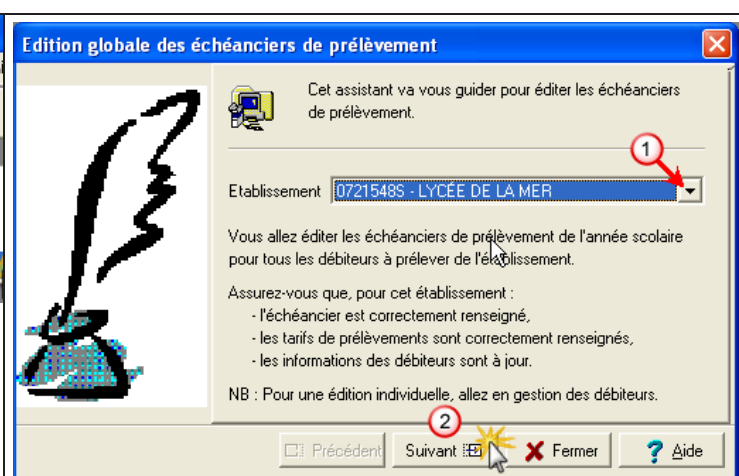 Edition globale des échéanciers de prélèvement
Cet assistant va vous guider pour éditer les échéanciers
de prélèvement.
1
Etablissement 0721548S - LYCÉE DE LA MER
Vous allez éditer les échéanciers de prélèvement de l'année scolaire
pour tous les débiteurs à prélever de l'établissement.
Assurez-vous que, pour cet établissement :
- l'échéancier est correctement renseigné,
- les tarifs de prélèvements sont correctement renseignés,
- les informations des débiteurs sont à jour.
NB : Pour une édition individuelle, allez en gestion des débiteurs.
2
Précédent Suivant Fermer ? Aide